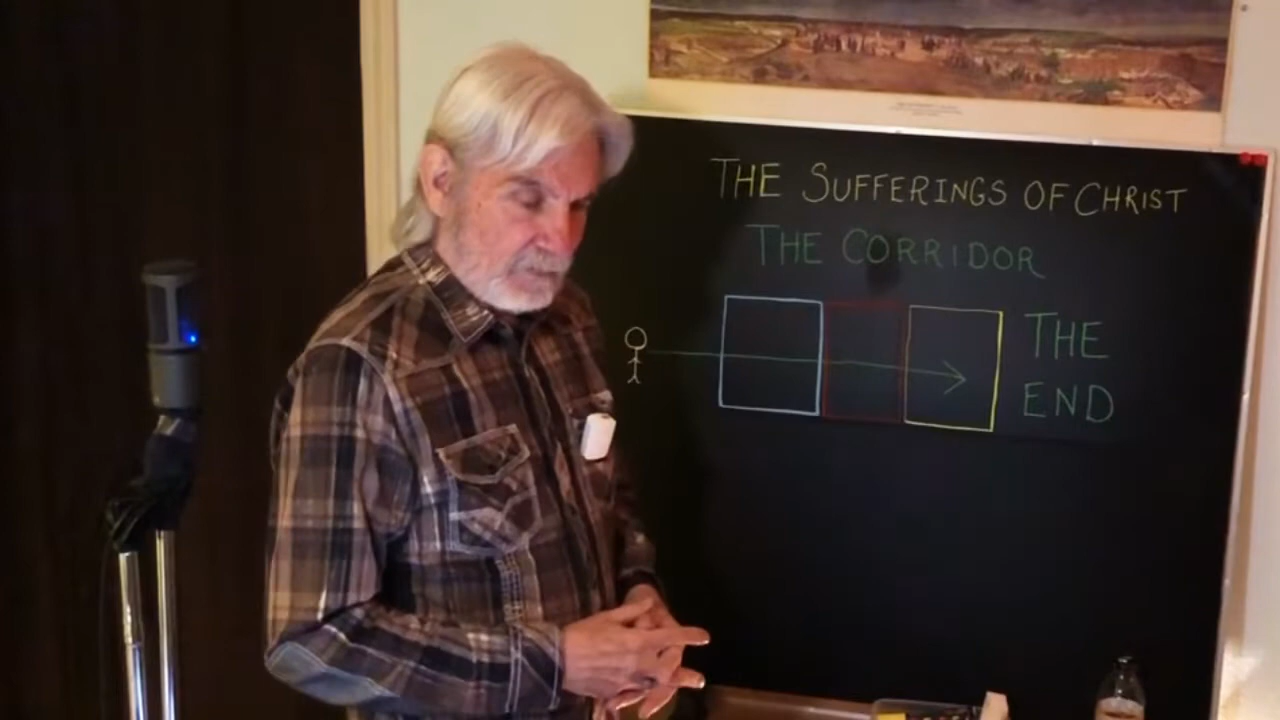 THE SUFFERINGS OF CHRIST
THE CORRIDOR
THE
END